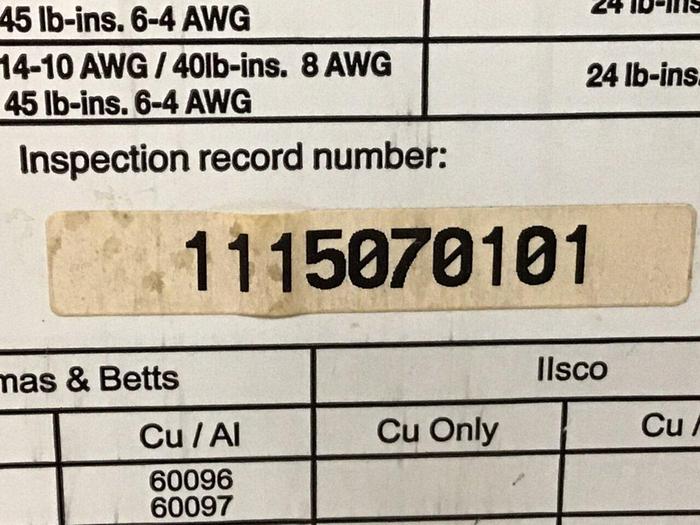 45 lb-ins. 6-4 AWG
14-10 AWG / 40lb-ins. 8 AWG
24 lb-ins.
45 lb-ins. 6-4 AWG
Inspection record number:
1115070101
& Betts
Ilsco
Cu / Al
Cu Only
Cu /
60096
60097